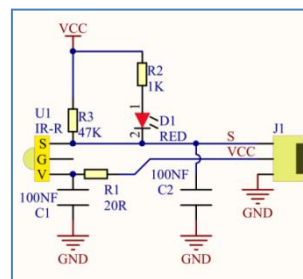 VCC
R2
1K
U1
IR-R
R3
47K
1
D1
2
RED
S
J1
S
G
V
VCC
100NF
C1
R1
20R
100NF
C2
GND
GND
GND